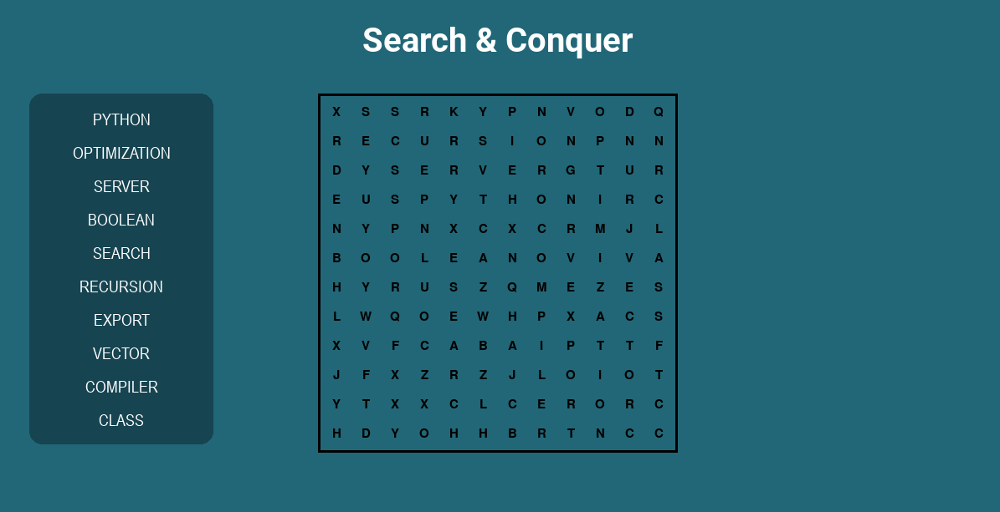 Search & Conquer
PYTHON
OPTIMIZATION
SERVER
BOOLEAN
SEARCH
RECURSION
EXPORT
VECTOR
COMPILER
CLASS
X S S R K Y P N V O D Q
R E C U R S I O N P N N
D Y S E R V E R G T U R
E U S P Y T H O N I R C
N Y P N X C X C R M J L
B O O L E A N O V I V A
H Y R U S Z Q M E Z E S
L W Q O E W H P X A C S
X V F C A B A I P T T F
J F X Z R Z J L O I O T
Y T X X C L C E R O R C
H D Y O H H B R T N C C